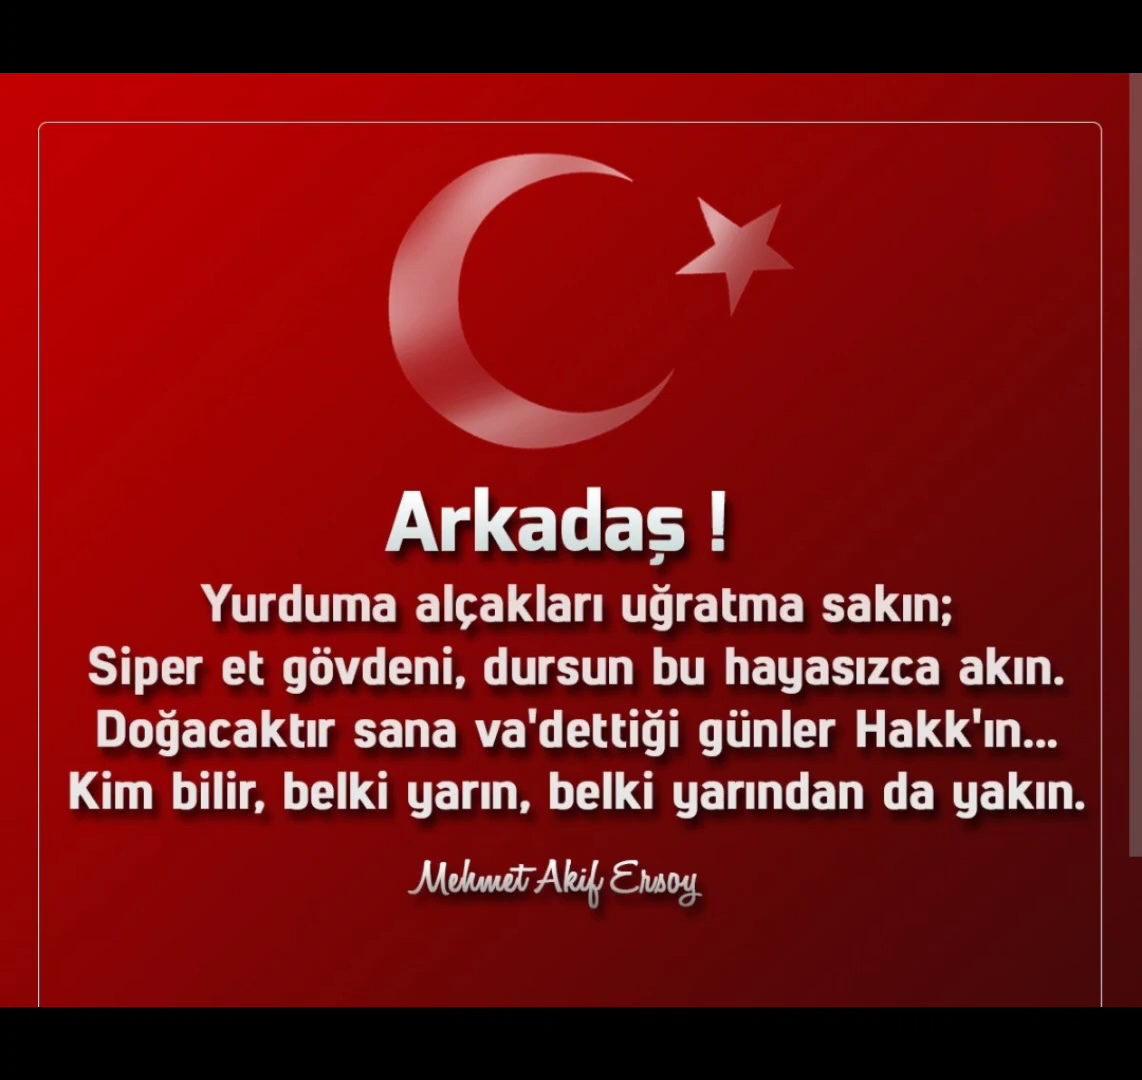 Arkadaş !
Yurduma alçakları uğratma sakın;
Siper et gövdeni, dursun bu hayasızca akın.
Doğacaktır sana va'dettiği günler Hakk'ın...
Kim bilir, belki yarın, belki yarından da yakın.
Mehmet Akif Ersoy